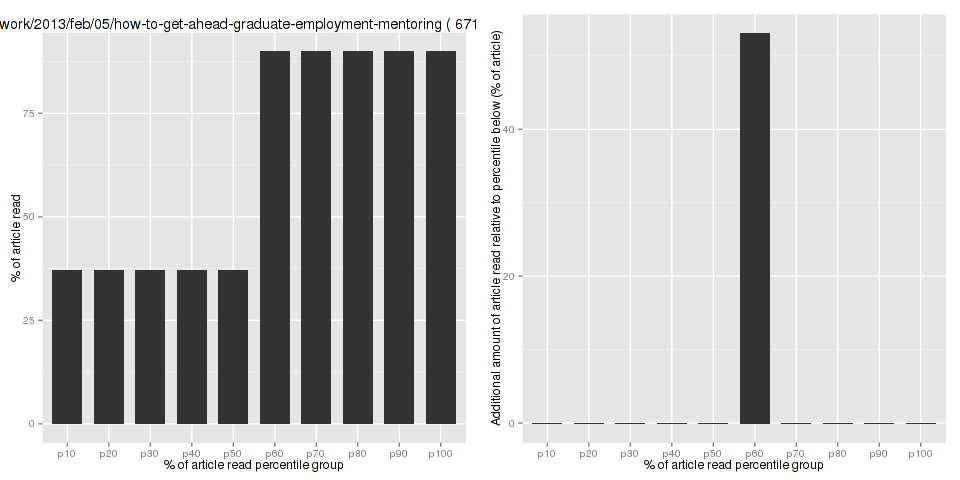 work/2013/feb/05/how-to-get-ahead-graduate-employment-mentoring ( 671
% of article read
75
50
25
0
p10 p20 p30 p40 p50 p60 p70 p80 p90 p100
% of article read percentile group
Additional amount of article read relative to percentile below (% of article)
40
20
0
p10 p20 p30 p40 p50 p60 p70 p80 p90 p100
% of article read percentile group